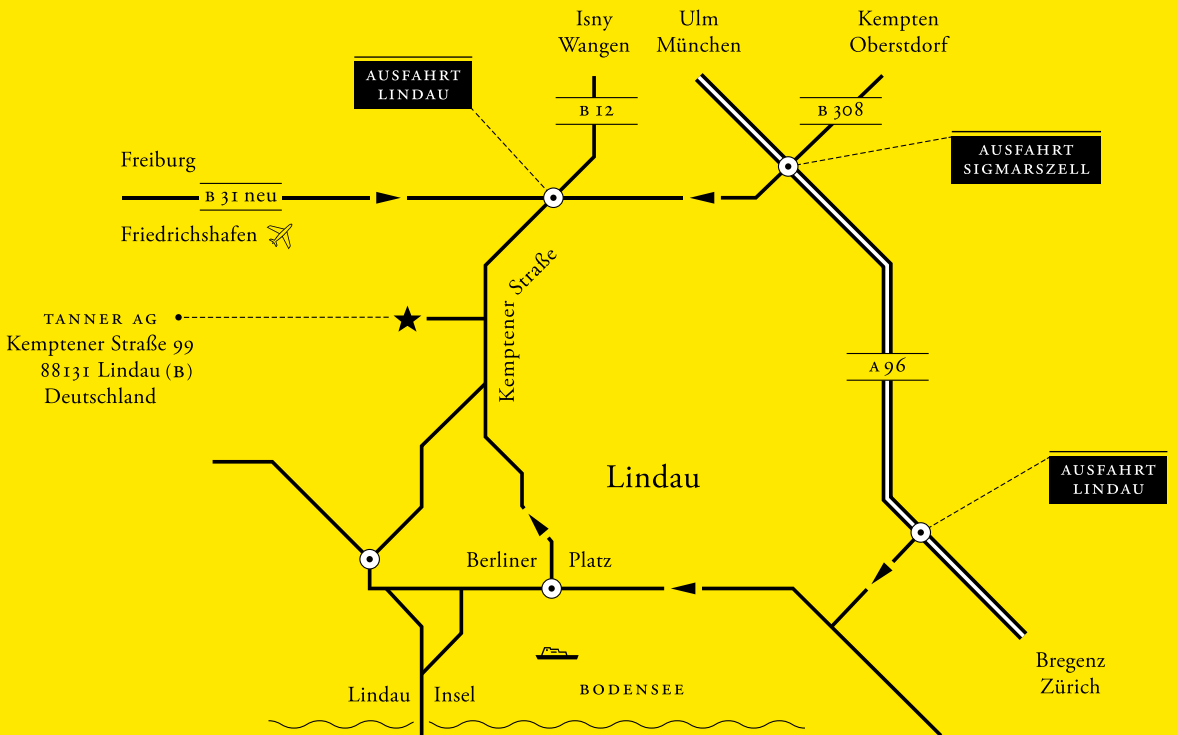 Isny
Wangen
Ulm
München
Kempten
Oberstdorf
AUSFAHRT
LINDAU
B 12
B 308
AUSFAHRT
SIGMARSZELL
Freiburg
B 31 neu
Friedrichshafen
Kemptener Straße
TANNER AG
Kemptener Straße 99
88131 Lindau (B)
Deutschland
A 96
Lindau
AUSFAHRT
LINDAU
Berliner Platz
Bregenz
Zürich
Lindau Insel
BODENSEE